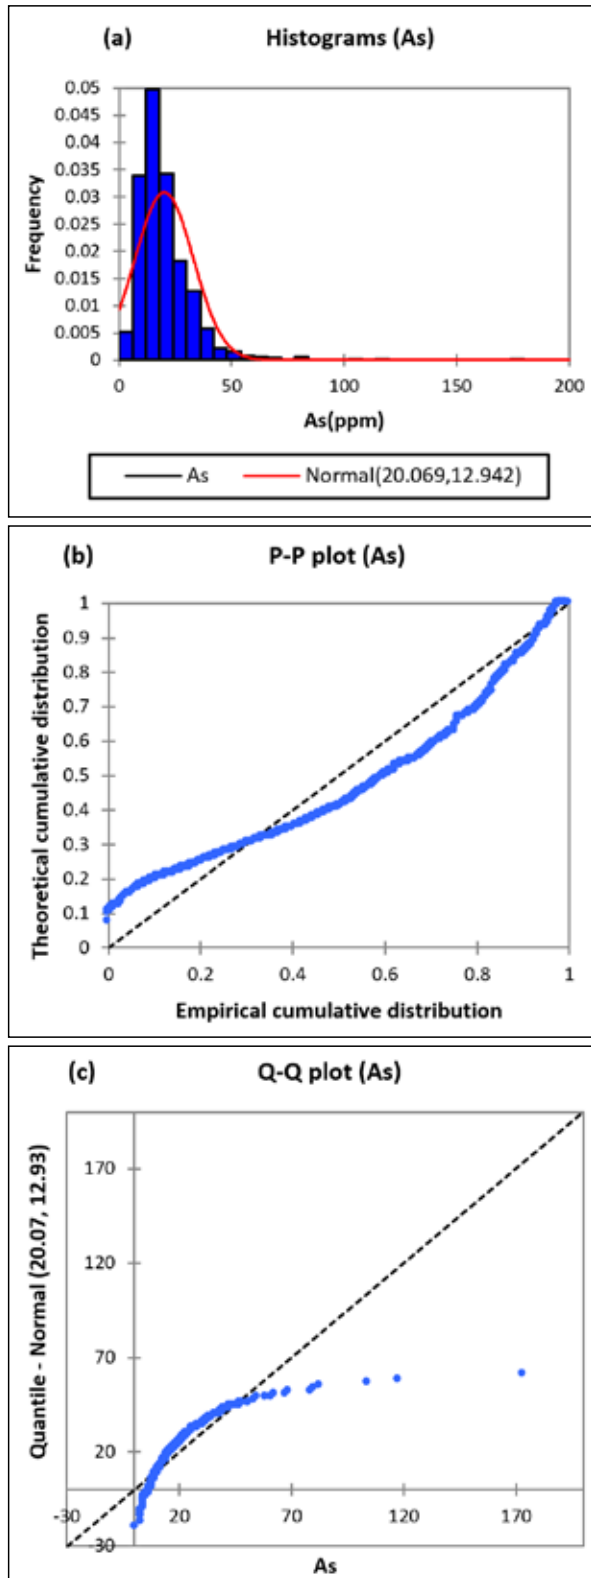 (a) Histograms (As)
Frequency
0.05
0.045
0.04
0.035
0.03
0.025
0.02
0.015
0.01
0.005
0
0 50 100 150 200
As(ppm)
As Normal(20.069,12.942)
(b) P-P plot (As)
Theoretical cumulative distribution
1
0.9
0.8
0.7
0.6
0.5
0.4
0.3
0.2
0.1
0
0 0.2 0.4 0.6 0.8 1
Empirical cumulative distribution
(c) Q-Q plot (As)
Quantile - Normal (20.07, 12.93)
170
120
70
20
-30 20 70 120 170
-30
As